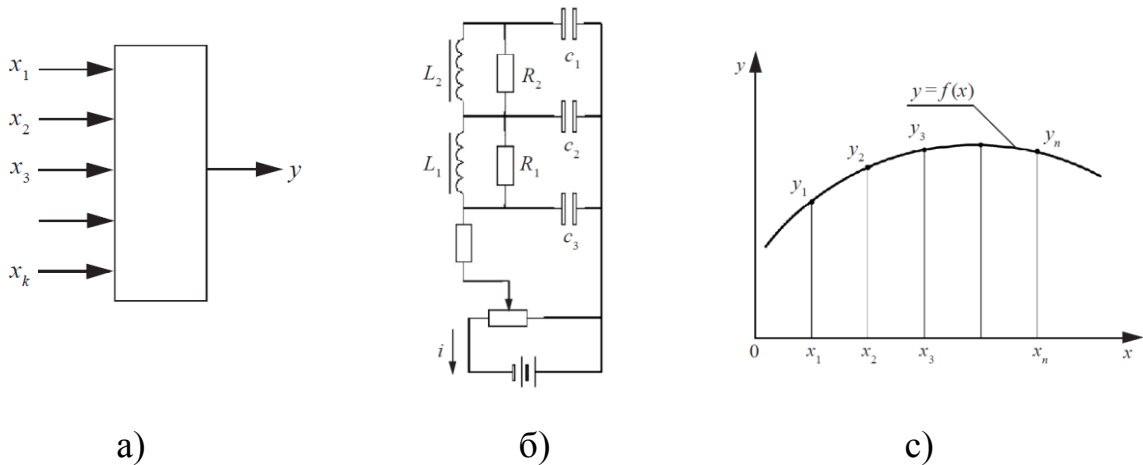 x₁
x₂
x₃
xₖ
y
L₂
R₂
c₁
L₁
R₁
c₂
c₃
i
y
y = f(x)
y₁
y₂
y₃
yₙ
0
x₁
x₂
x₃
xₙ
x
а)
б)
с)